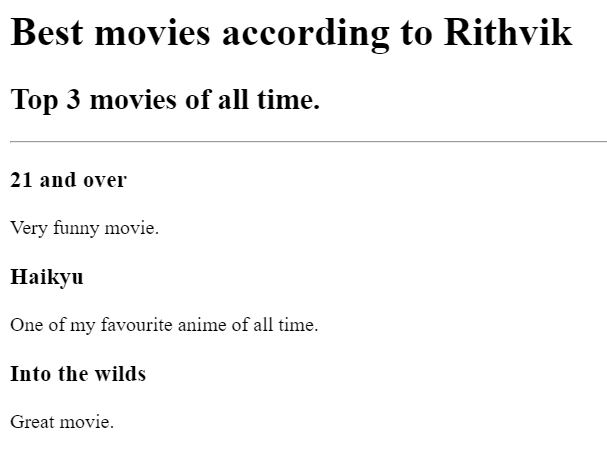 Best movies according to Rithvik
Top 3 movies of all time.
21 and over
Very funny movie.
Haikyu
One of my favourite anime of all time.
Into the wilds
Great movie.